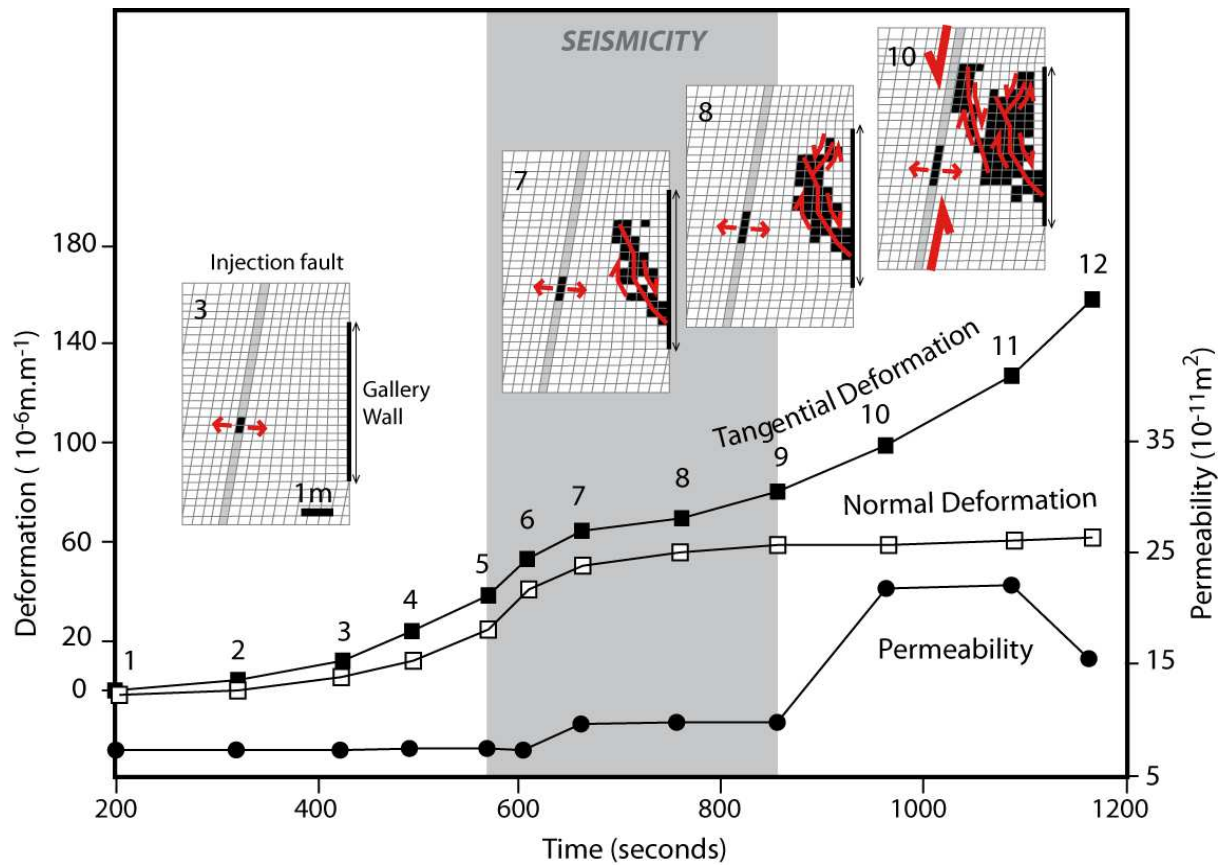 SEISMICITY
10
8
7
180
12
Injection fault
3
140
11
Tangential Deformation
Gallery
Wall
10
100
35
9
1m
8
7
Normal Deformation
6
60
25
5
4
Permeability
3
20
2
15
1
0
5
200
400
600
800
1000
1200
Time (seconds)
Deformation ( 10-6m.m-1)
Permeability (10-11m2)